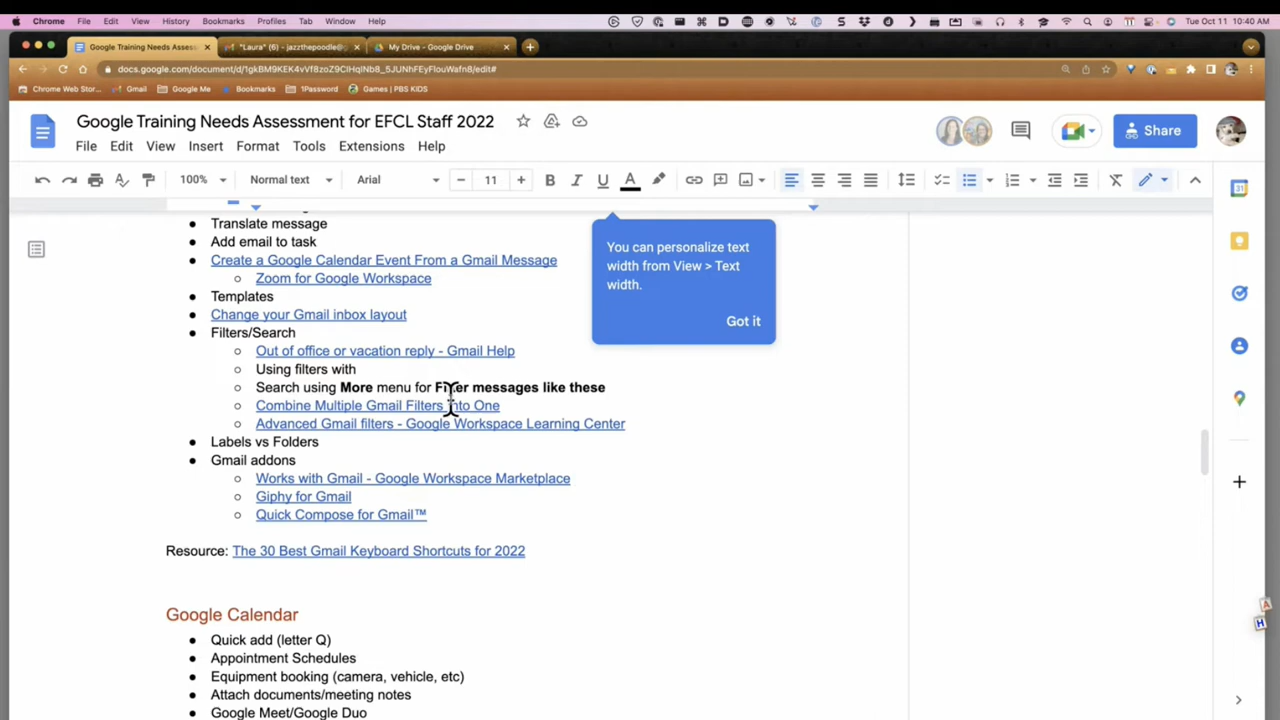 Chrome File Edit View History Bookmarks Profiles Tab Window Help Tue Oct 11 10:40 AM
Google Training Needs Assess "Laura" (6) - jazzthepoodle@g My Drive - Google Drive
docs.google.com/document/d/
Chrome Web Stor... Gmail Google Me Bookmarks 1Password Games | PBS KIDS
Google Training Needs Assessment for EFCL Staff 2022
File Edit View Insert Format Tools Extensions Help
Share
100% Normal text Arial 11
Translate message
Add email to task
Create a Google Calendar Event From a Gmail Message
Zoom for Google Workspace
Templates
Change your Gmail inbox layout
Filters/Search
Out of office or vacation reply - Gmail Help
Using filters with
Search using More menu for Filter messages like these
Combine Multiple Gmail Filters Into One
Advanced Gmail filters - Google Workspace Learning Center
Labels vs Folders
Gmail addons
Works with Gmail - Google Workspace Marketplace
Giphy for Gmail
Quick Compose for Gmail™
Resource: The 30 Best Gmail Keyboard Shortcuts for 2022
Google Calendar
Quick add (letter Q)
Appointment Schedules
Equipment booking (camera, vehicle, etc)
Attach documents/meeting notes
Google Meet/Google Duo
You can personalize text
width from View > Text
width.
Got it
A
H